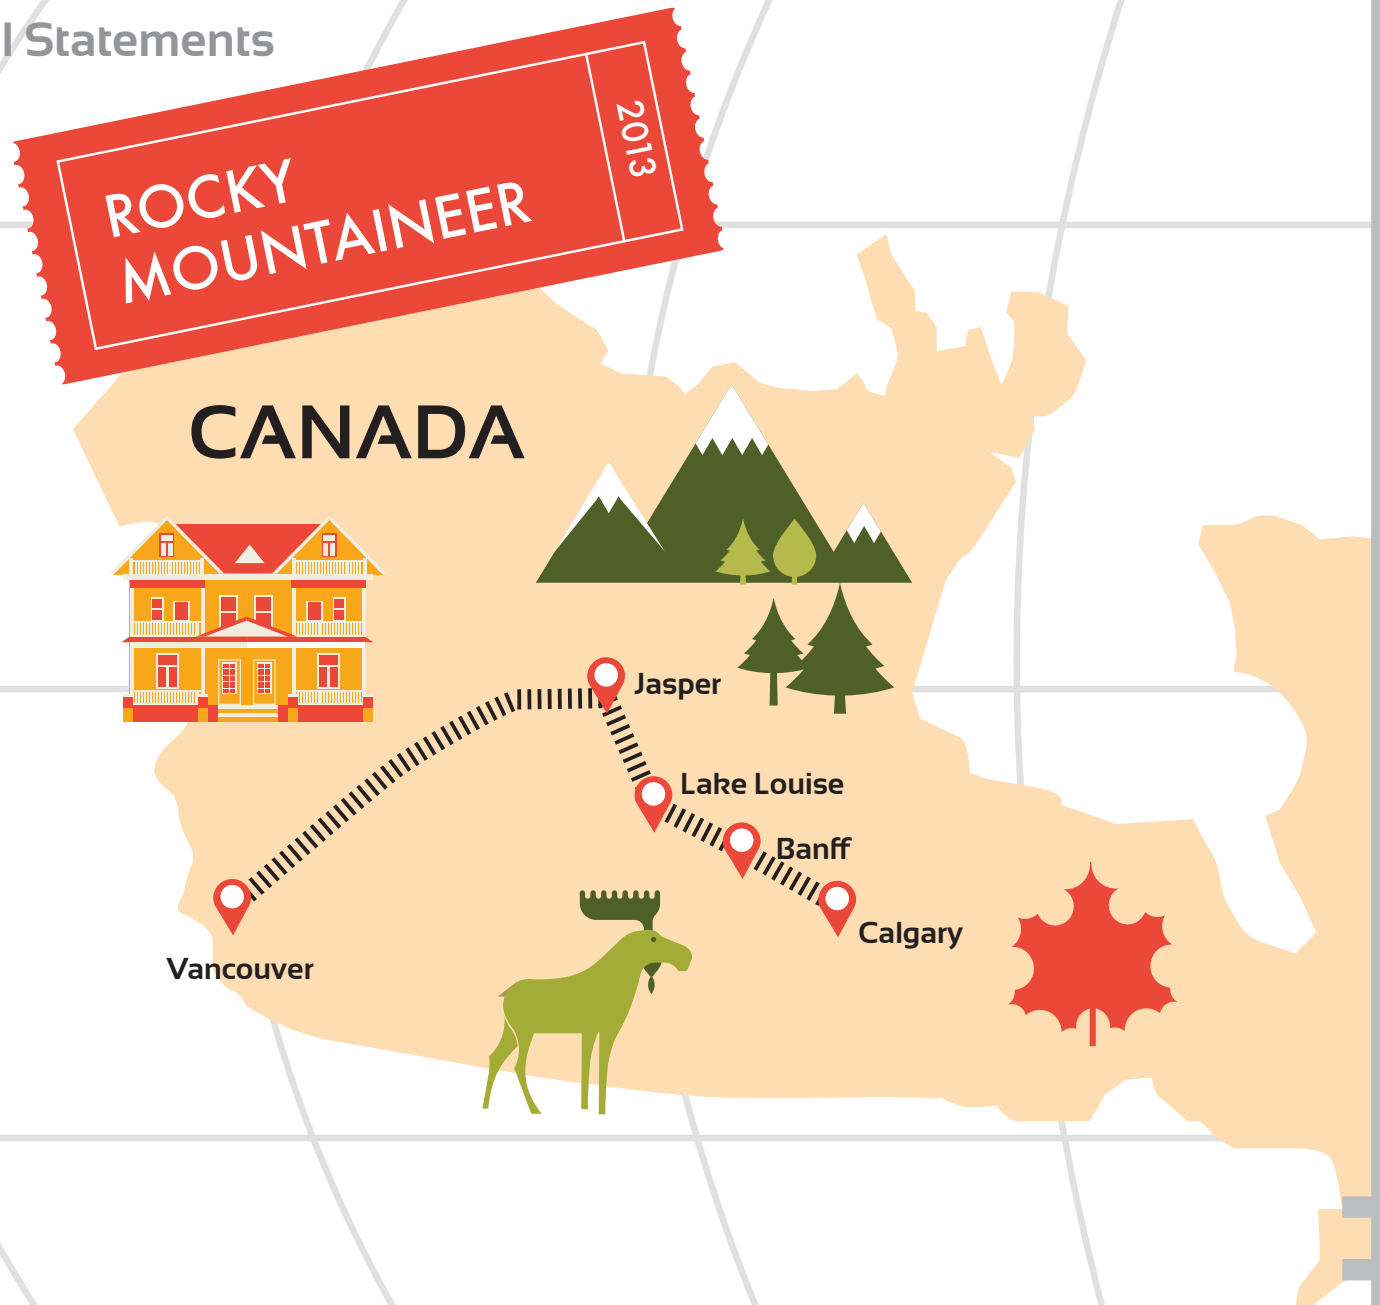 l Statements
ROCKY
MOUNTAINEER
2013
CANADA
Jasper
Lake Louise
Banff
Calgary
Vancouver